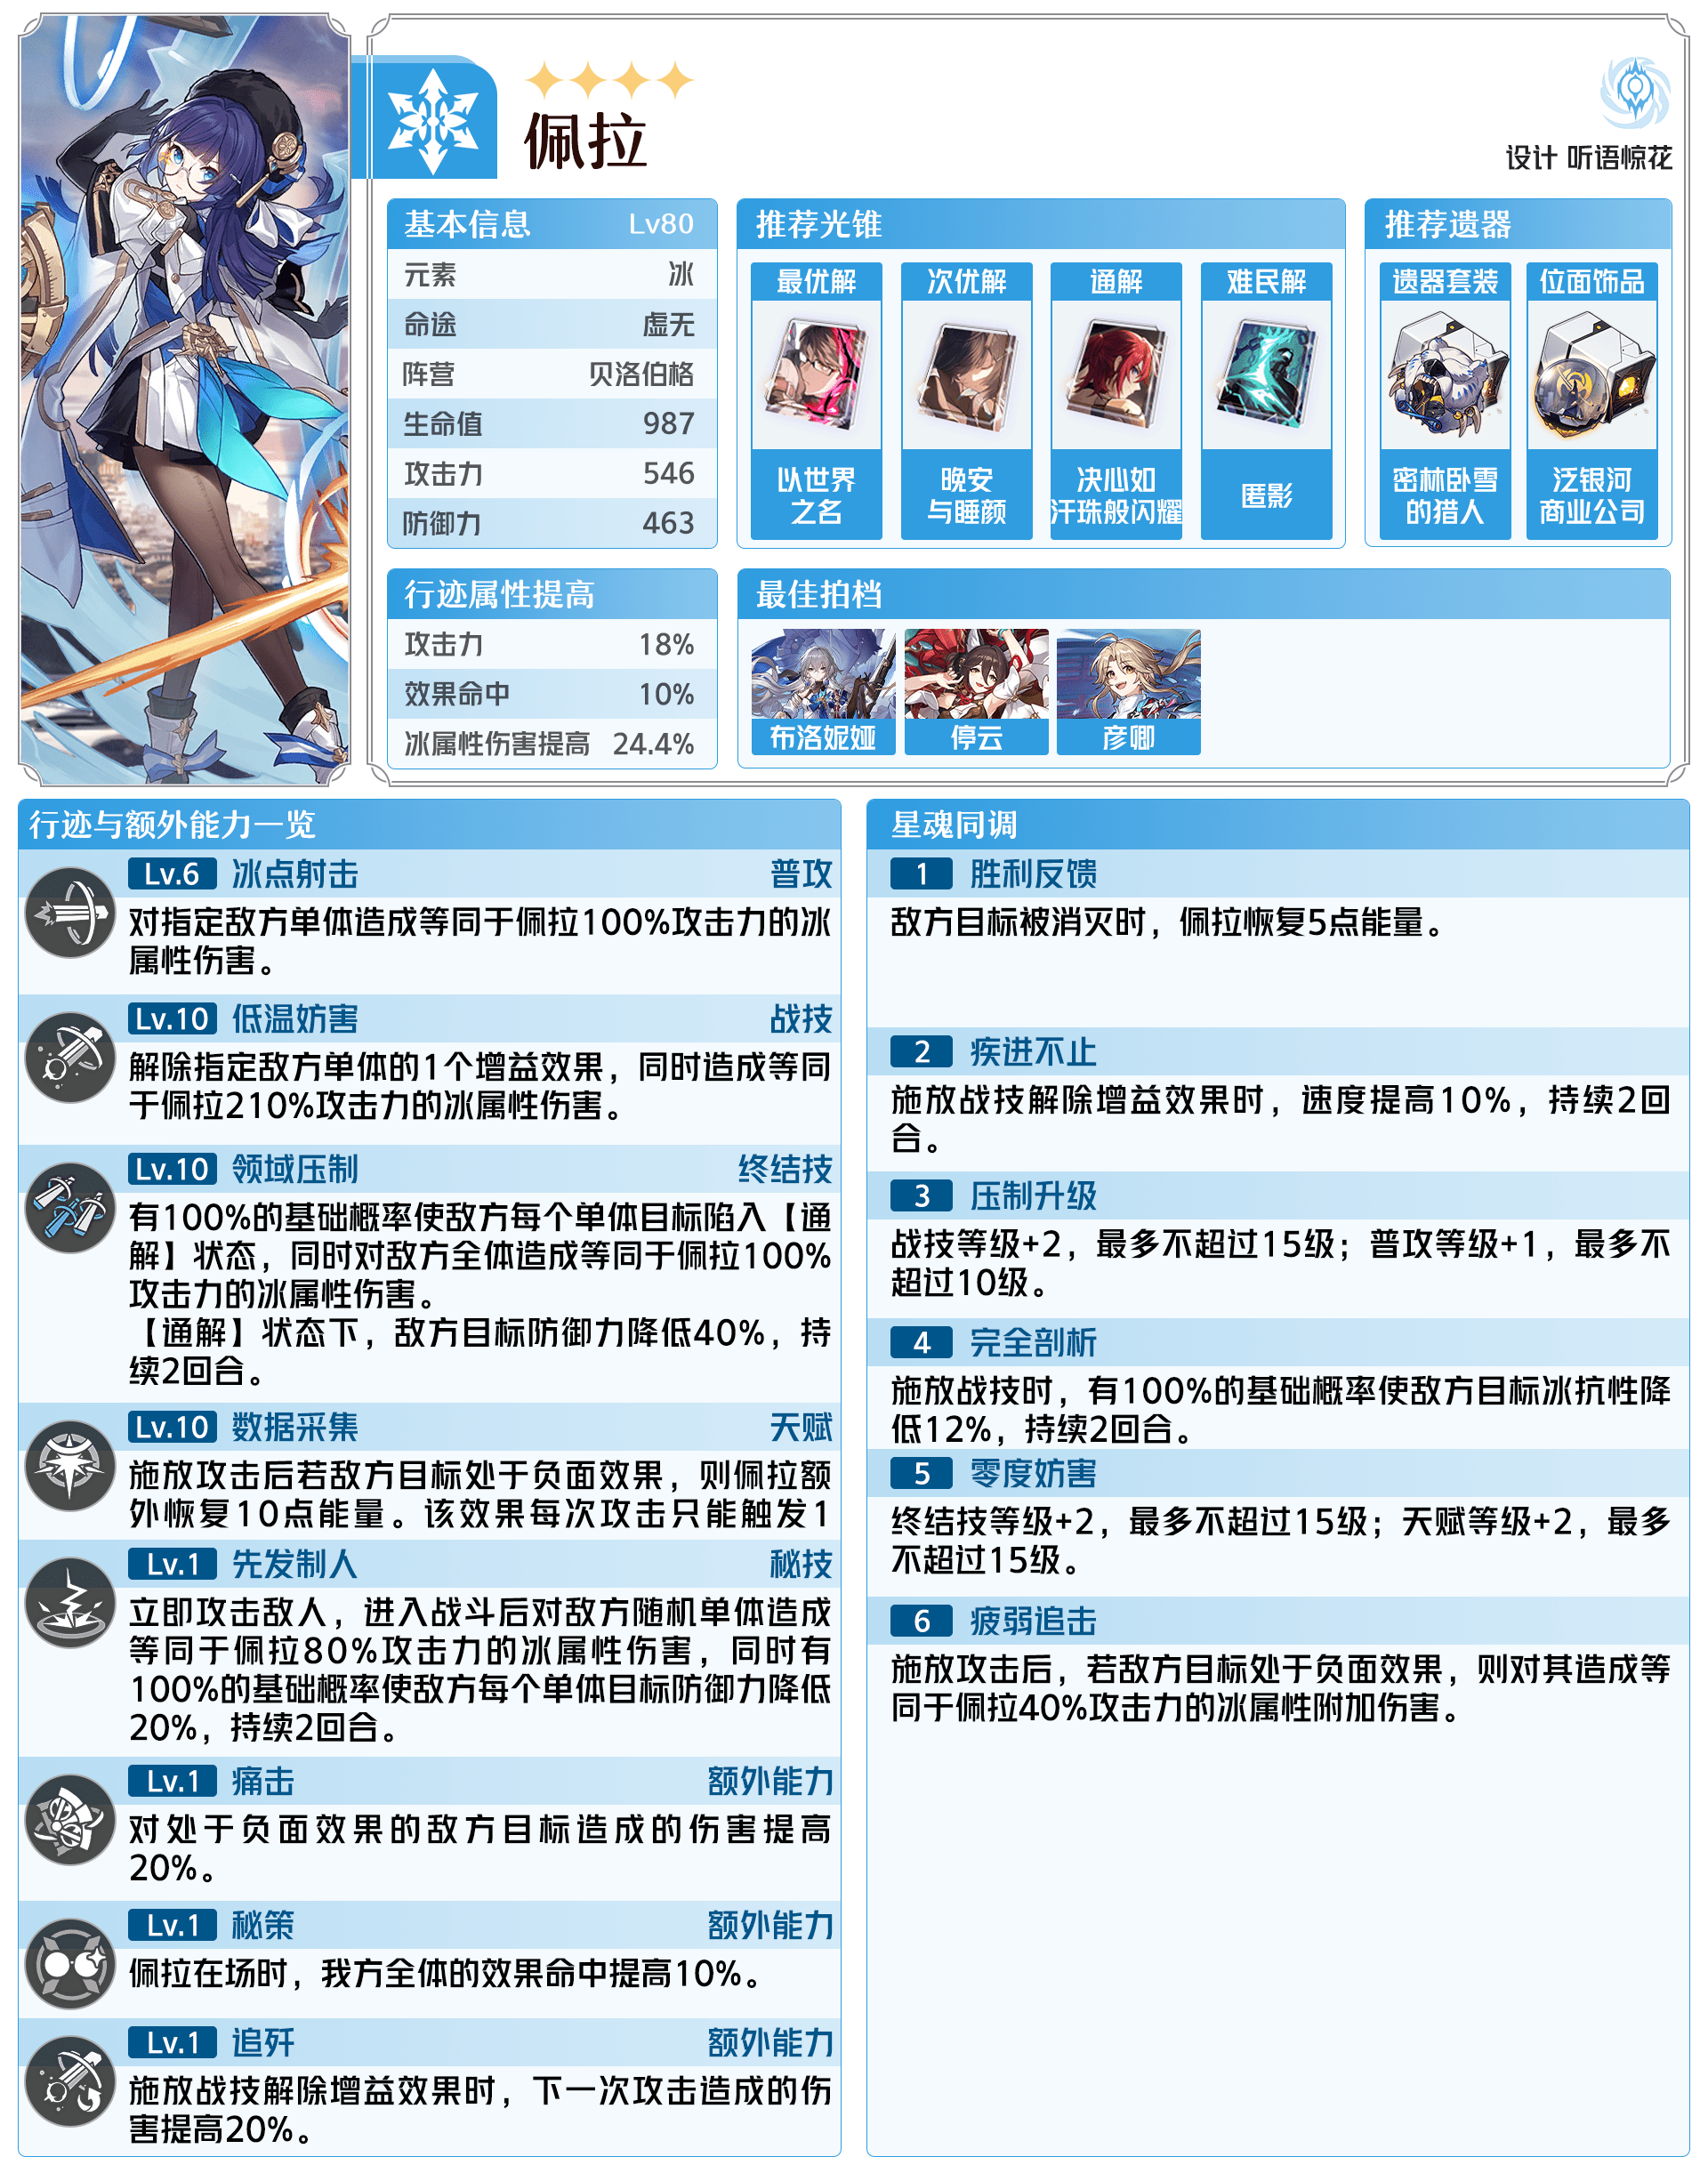 佩拉
设计 听语惊花
基本信息 Lv80
元素 冰
命途 虚无
阵营 贝洛伯格
生命值 987
攻击力 546
防御力 463
推荐光锥
最优解 次优解 通解 难民解
以世界之名
晚安与睡颜
决心如汗珠般闪耀
匿影
推荐遗器
遗器套装 位面饰品
密林卧雪的猎人
泛银河商业公司
行迹属性提高
攻击力 18%
效果命中 10%
冰属性伤害提高 24.4%
最佳拍档
布洛妮娅 停云 彦卿
行迹与额外能力一览
Lv.6 冰点射击 普攻
对指定敌方单体造成等同于佩拉100%攻击力的冰
属性伤害。
Lv.10 低温妨害 战技
解除指定敌方单体的1个增益效果，同时造成等同
于佩拉210%攻击力的冰属性伤害。
Lv.10 领域压制 终结技
有100%的基础概率使敌方每个单体目标陷入【通
解】状态，同时对敌方全体造成等同于佩拉100%
攻击力的冰属性伤害。
【通解】状态下，敌方目标防御力降低40%，持
续2回合。
Lv.10 数据采集 天赋
施放攻击后若敌方目标处于负面效果，则佩拉额
外恢复10点能量。该效果每次攻击只能触发1
Lv.1 先发制人 秘技
立即攻击敌人，进入战斗后对敌方随机单体造成
等同于佩拉80%攻击力的冰属性伤害，同时有
100%的基础概率使敌方每个单体目标防御力降低
20%，持续2回合。
Lv.1 痛击 额外能力
对处于负面效果的敌方目标造成的伤害提高
20%。
Lv.1 秘策 额外能力
佩拉在场时，我方全体的效果命中提高10%。
Lv.1 追歼 额外能力
施放战技解除增益效果时，下一次攻击造成的伤
害提高20%。
星魂同调
1 胜利反馈
敌方目标被消灭时，佩拉恢复5点能量。
2 疾进不止
施放战技解除增益效果时，速度提高10%，持续2回
合。
3 压制升级
战技等级+2，最多不超过15级；普攻等级+1，最多不
超过10级。
4 完全剖析
施放战技时，有100%的基础概率使敌方目标冰抗性降
低12%，持续2回合。
5 零度妨害
终结技等级+2，最多不超过15级；天赋等级+2，最多
不超过15级。
6 疲弱追击
施放攻击后，若敌方目标处于负面效果，则对其造成等
同于佩拉40%攻击力的冰属性附加伤害。